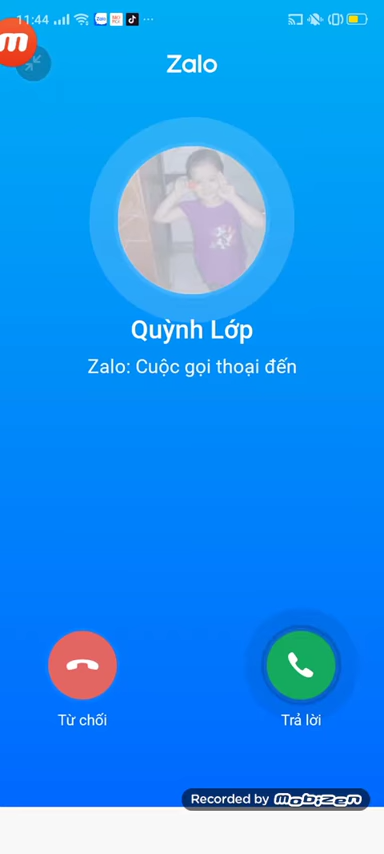 11:44
Zalo
Quỳnh Lớp
Zalo: Cuộc gọi thoại đến
Từ chối
Trả lời
Recorded by mobizen